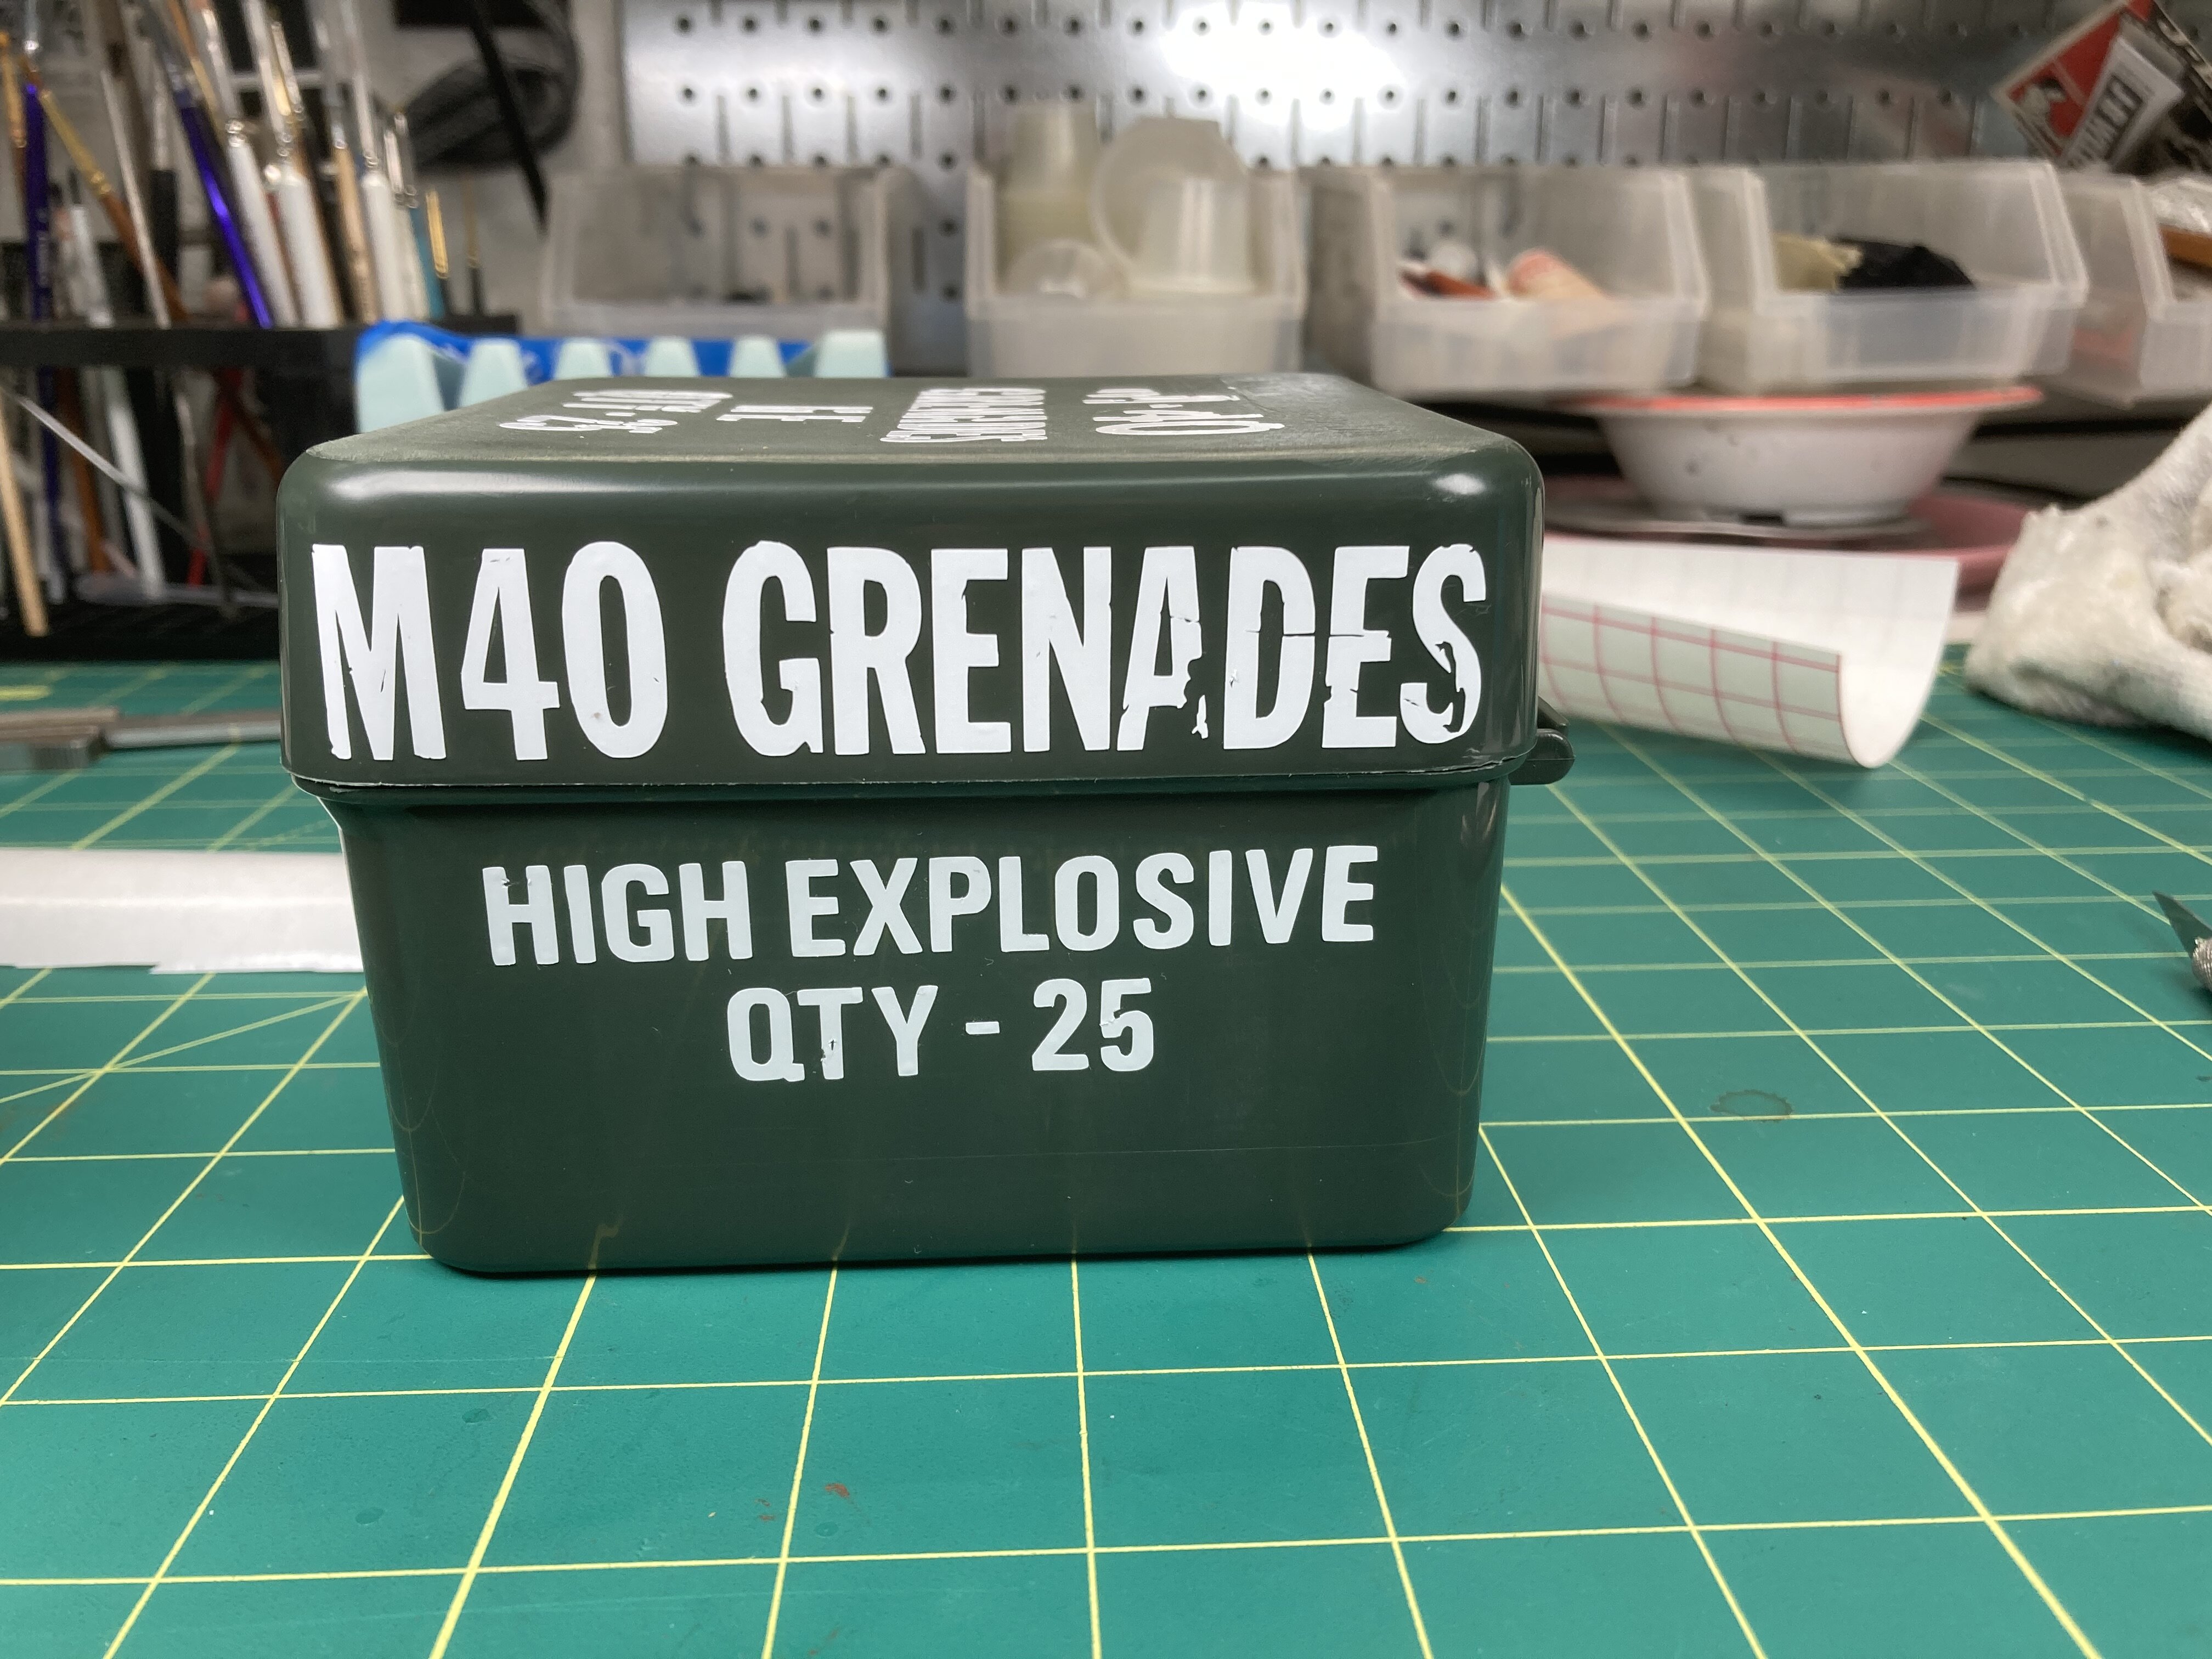 M40 GRENADES
HIGH EXPLOSIVE
QTY - 25